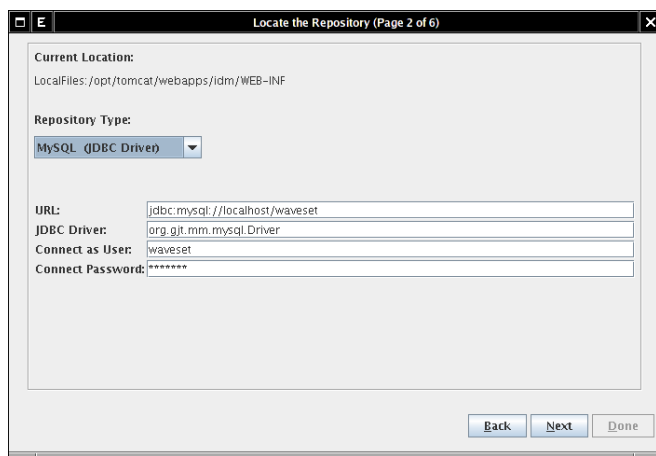 E Locate the Repository (Page 2 of 6) X
Current Location:
LocalFiles:/opt/tomcat/webapps/idm/WEB-INF
Repository Type:
MySQL (JDBC Driver)
URL: jdbc:mysql://localhost/waveset
JDBC Driver: org.gjt.mm.mysql.Driver
Connect as User: waveset
Connect Password: *******
Back Next Done